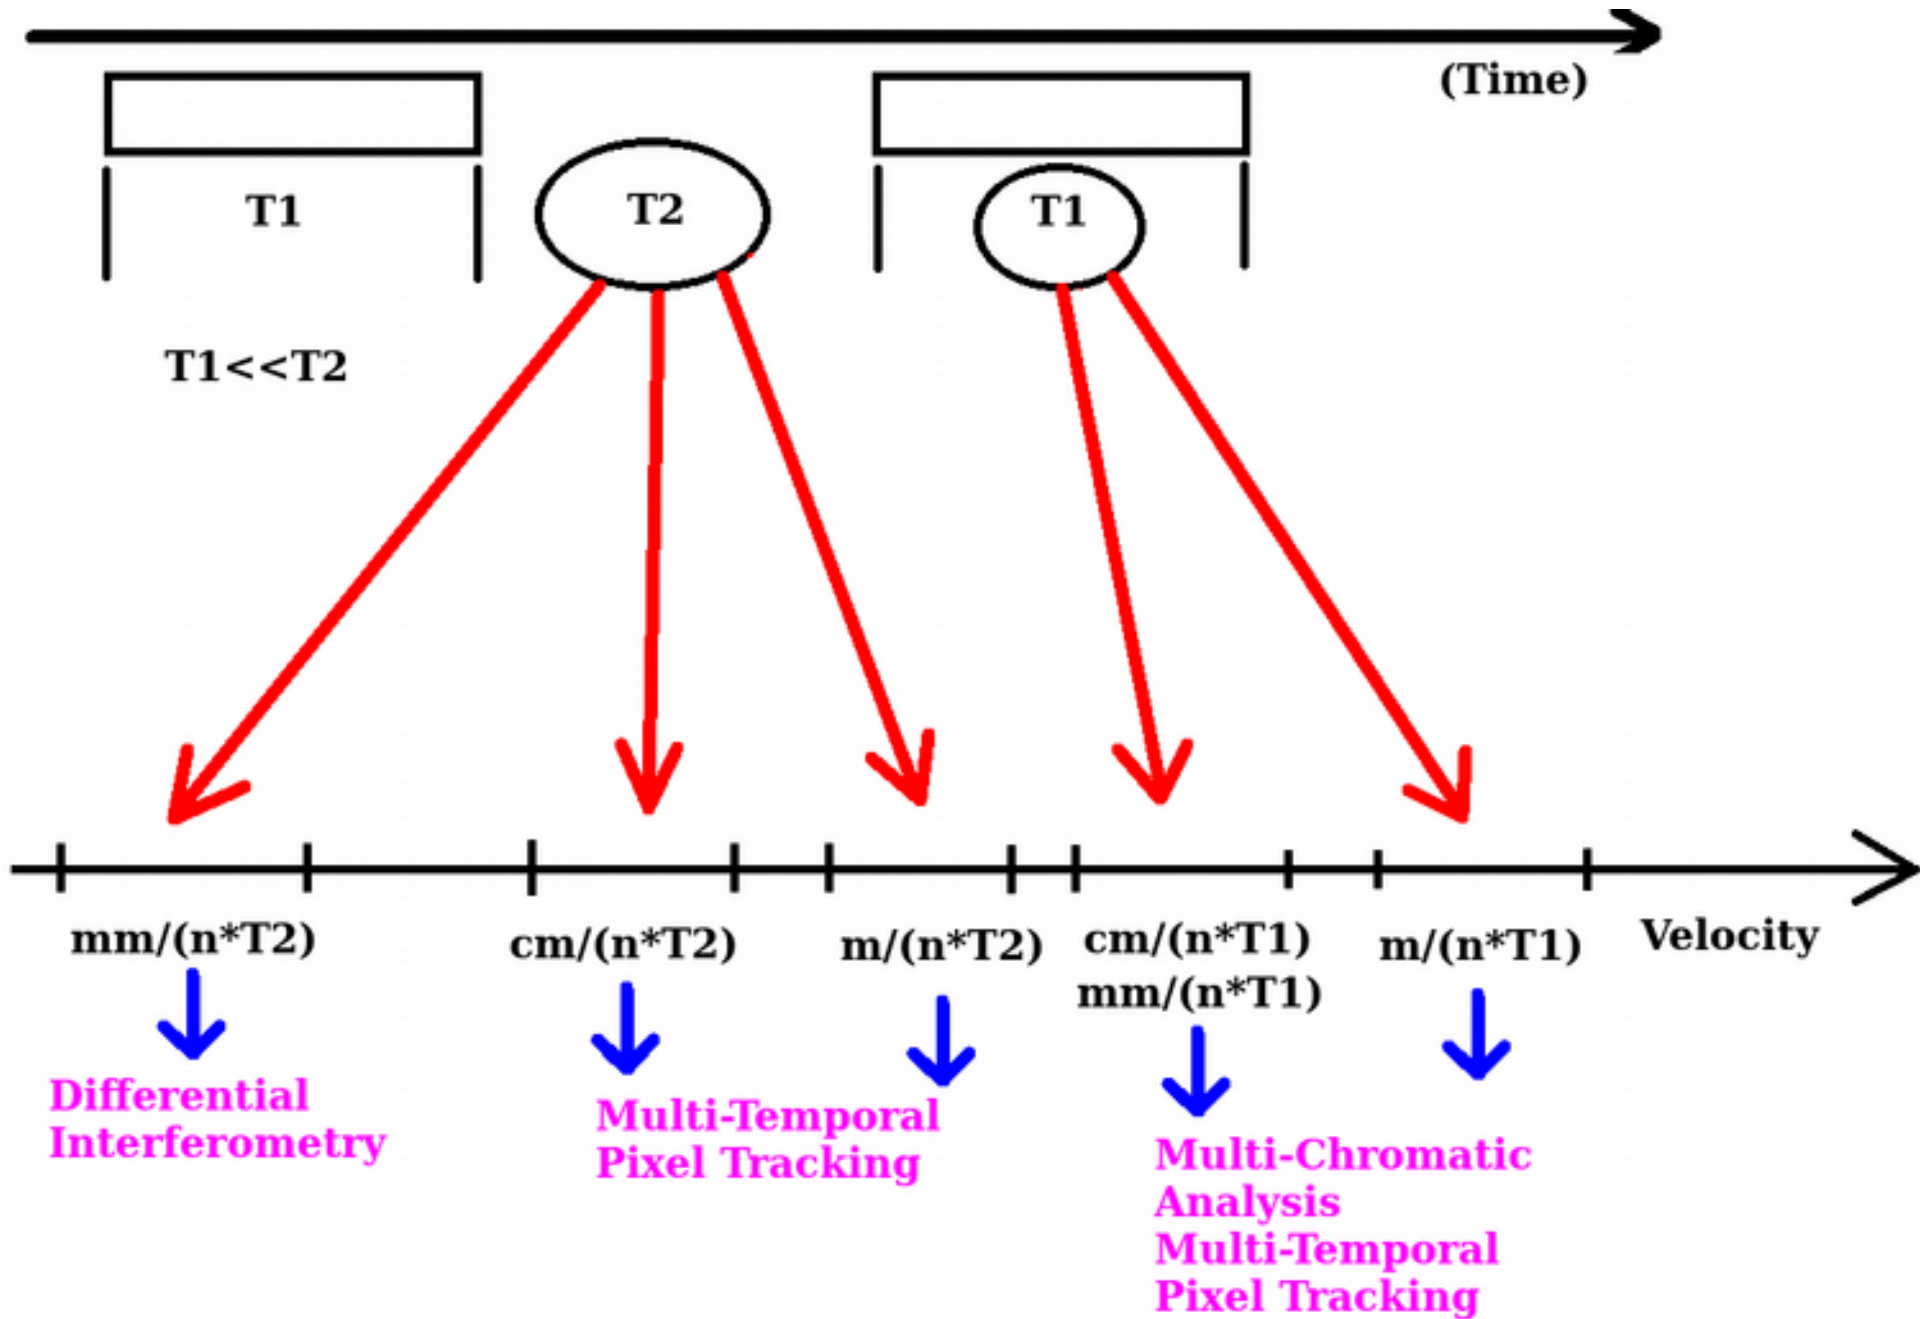 (Time)
T1
T2
T1
T1<<T2
mm/(n*T2)
cm/(n*T2)
m/(n*T2)
cm/(n*T1)
mm/(n*T1)
m/(n*T1)
Velocity
Differential
Interferometry
Multi-Temporal
Pixel Tracking
Multi-Chromatic
Analysis
Multi-Temporal
Pixel Tracking